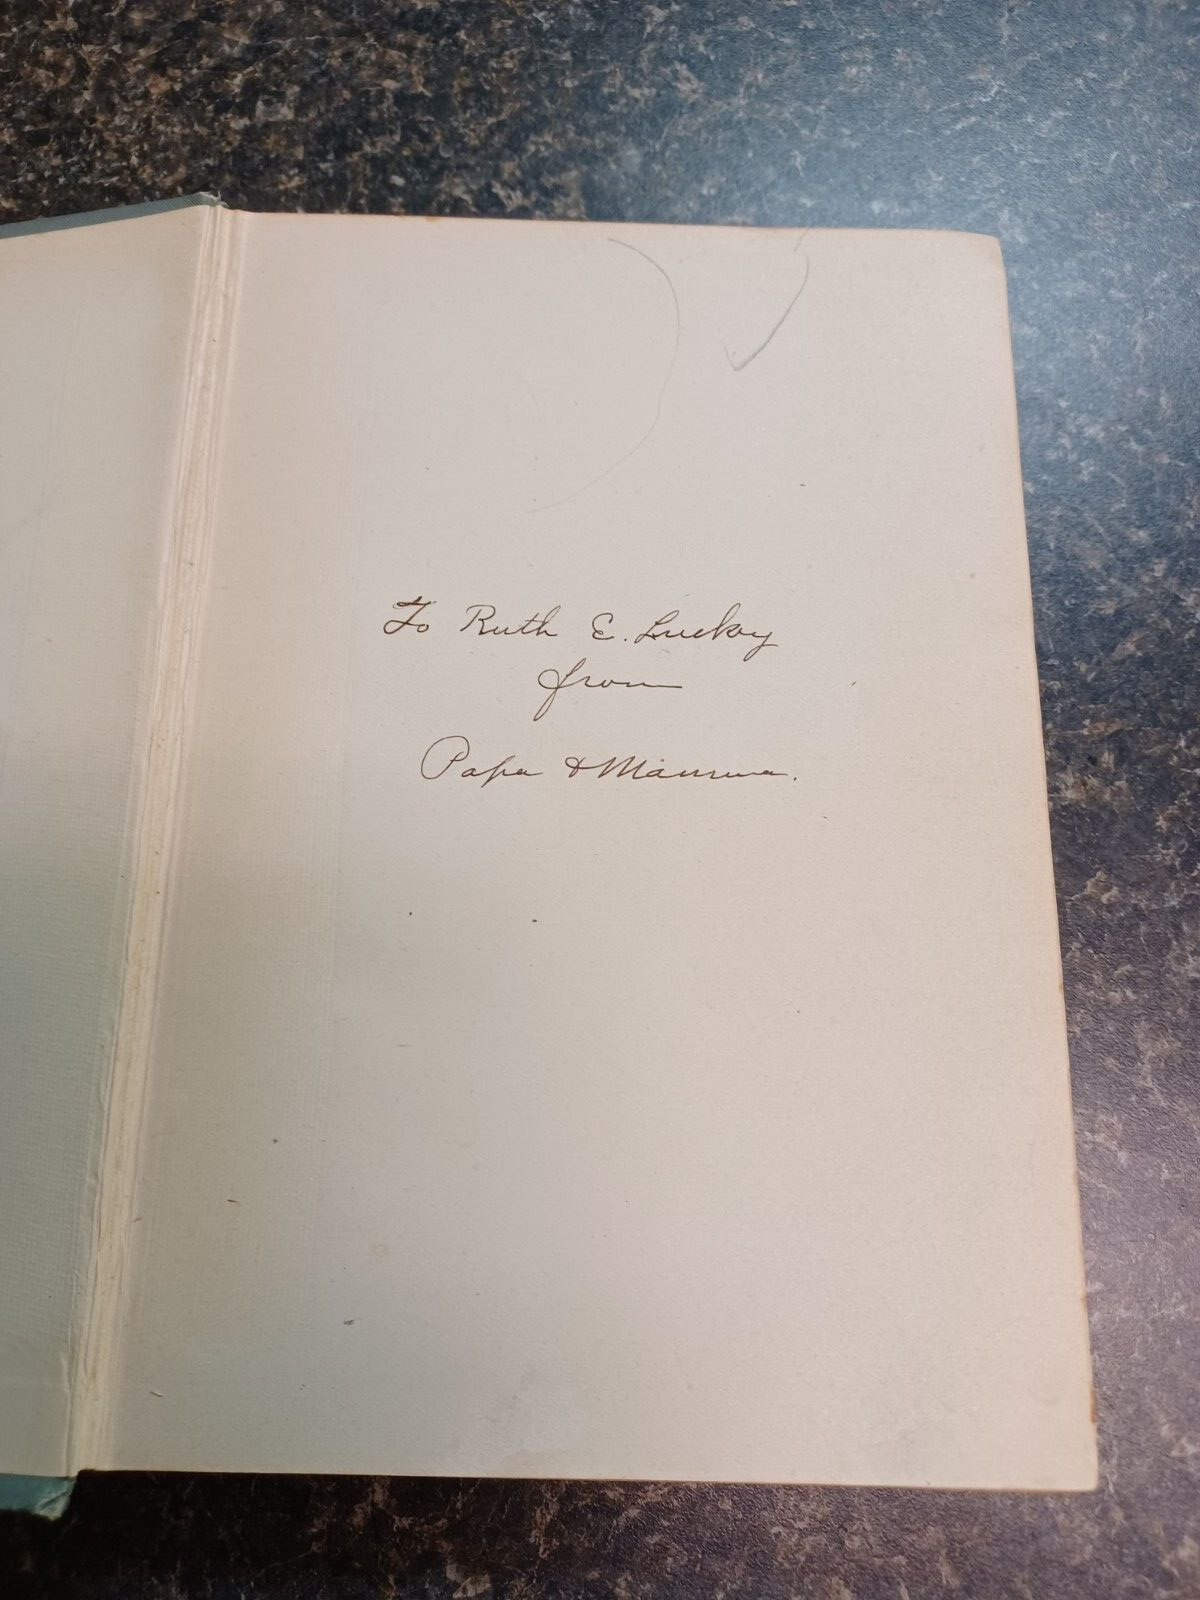 To Ruth E. Luckey
from
Papa & Mamma.